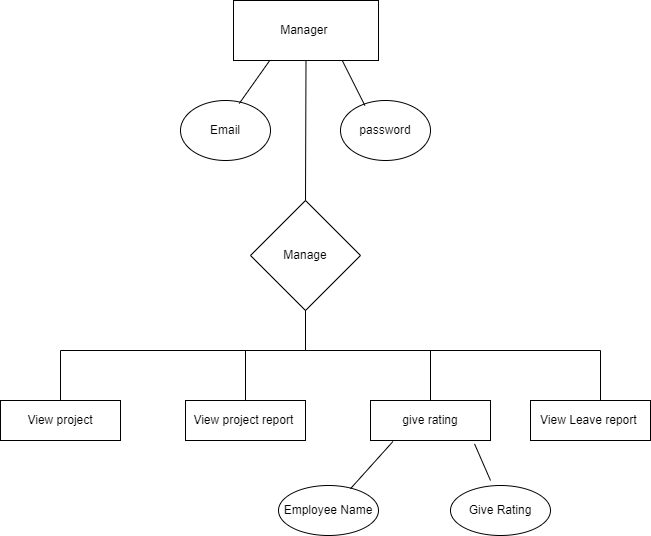 Manager
Email
password
Manage
View project
View project report
give rating
View Leave report
Employee Name
Give Rating